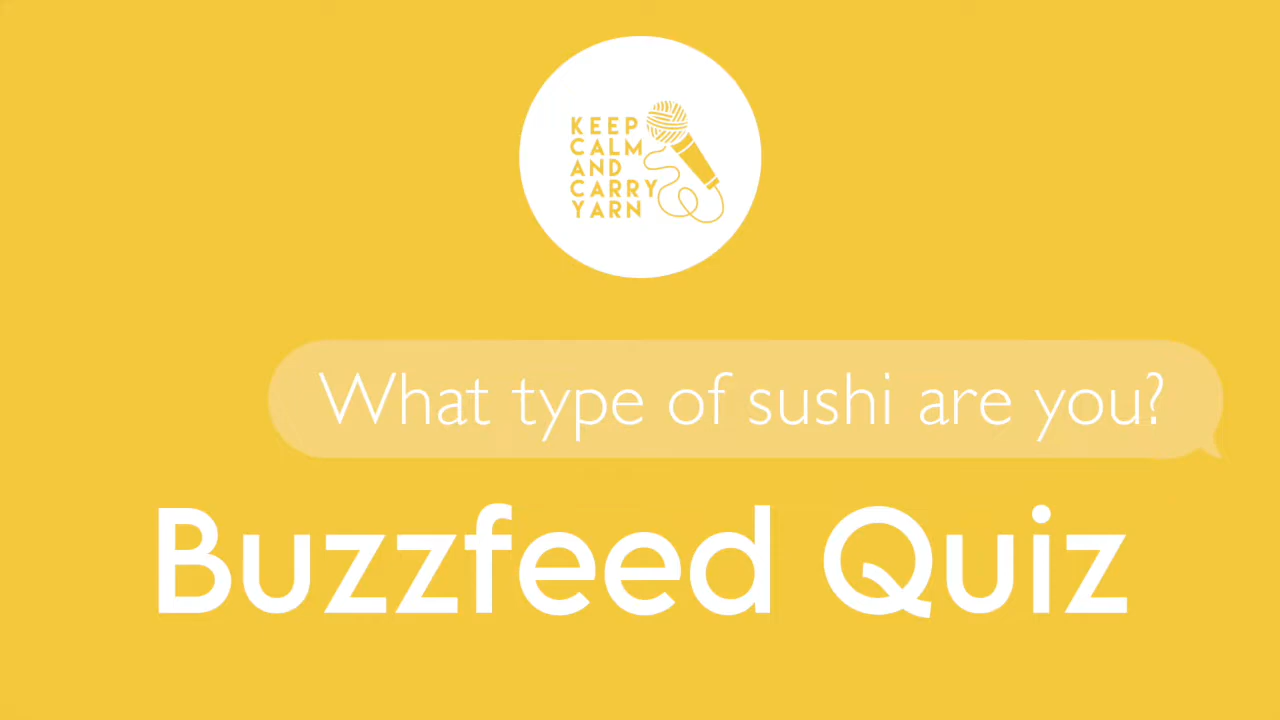 KEEP
CALM
AND
CARRY
YARN
What type of sushi are you?
Buzzfeed Quiz